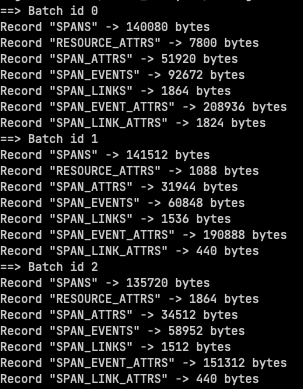 ==> Batch id 0
Record "SPANS" -> 140080 bytes
Record "RESOURCE_ATTRS" -> 7800 bytes
Record "SPAN_ATTRS" -> 51920 bytes
Record "SPAN_EVENTS" -> 92672 bytes
Record "SPAN_LINKS" -> 1864 bytes
Record "SPAN_EVENT_ATTRS" -> 208936 bytes
Record "SPAN_LINK_ATTRS" -> 1824 bytes
==> Batch id 1
Record "SPANS" -> 141512 bytes
Record "RESOURCE_ATTRS" -> 1088 bytes
Record "SPAN_ATTRS" -> 31944 bytes
Record "SPAN_EVENTS" -> 60848 bytes
Record "SPAN_LINKS" -> 1536 bytes
Record "SPAN_EVENT_ATTRS" -> 190888 bytes
Record "SPAN_LINK_ATTRS" -> 440 bytes
==> Batch id 2
Record "SPANS" -> 135720 bytes
Record "RESOURCE_ATTRS" -> 1864 bytes
Record "SPAN_ATTRS" -> 34512 bytes
Record "SPAN_EVENTS" -> 58952 bytes
Record "SPAN_LINKS" -> 1512 bytes
Record "SPAN_EVENT_ATTRS" -> 151312 bytes
Record "SPAN_LINK_ATTRS" -> 440 bytes